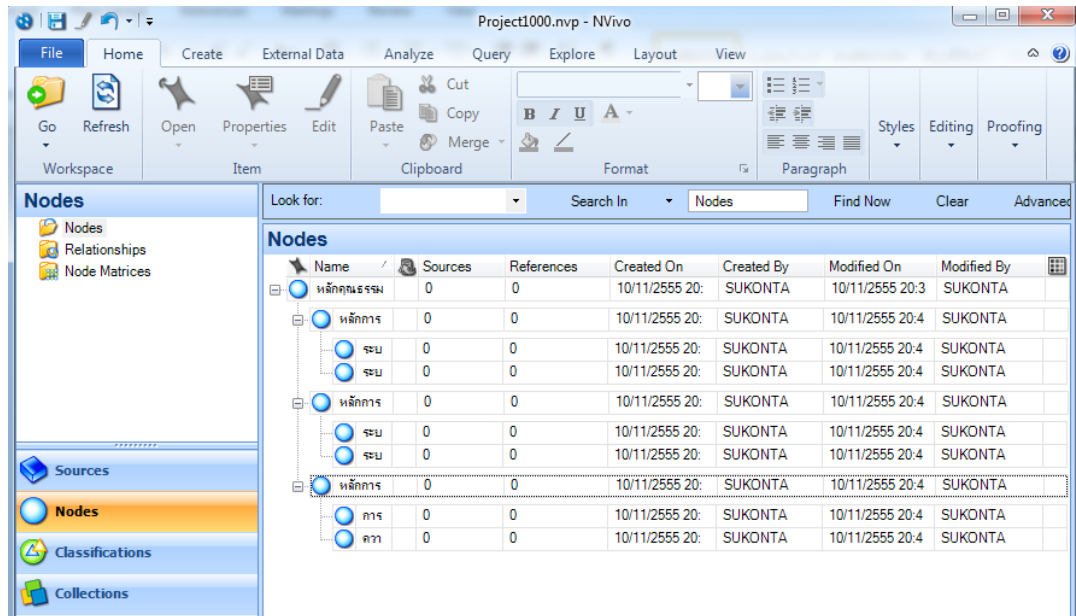 Project1000.nvp - NVivo
File Home Create External Data Analyze Query Explore Layout View
Go Refresh Open Properties Edit Paste Cut Copy Merge B I U A Styles Editing Proofing
Workspace Item Clipboard Format Paragraph
Nodes
Nodes
Relationships
Node Matrices
Sources
Nodes
Classifications
Collections
Look for: Search In Nodes Find Now Clear Advanced
Nodes
Name Sources References Created On Created By Modified On Modified By
หลักคุณธรรม 0 0 10/11/2555 20: SUKONTA 10/11/2555 20:3 SUKONTA
หลักการ 0 0 10/11/2555 20: SUKONTA 10/11/2555 20:4 SUKONTA
ระบ 0 0 10/11/2555 20: SUKONTA 10/11/2555 20:4 SUKONTA
ระบ 0 0 10/11/2555 20: SUKONTA 10/11/2555 20:4 SUKONTA
หลักการ 0 0 10/11/2555 20: SUKONTA 10/11/2555 20:4 SUKONTA
ระบ 0 0 10/11/2555 20: SUKONTA 10/11/2555 20:4 SUKONTA
ระบ 0 0 10/11/2555 20: SUKONTA 10/11/2555 20:4 SUKONTA
หลักการ 0 0 10/11/2555 20: SUKONTA 10/11/2555 20:4 SUKONTA
การ 0 0 10/11/2555 20: SUKONTA 10/11/2555 20:4 SUKONTA
ควา 0 0 10/11/2555 20: SUKONTA 10/11/2555 20:4 SUKONTA